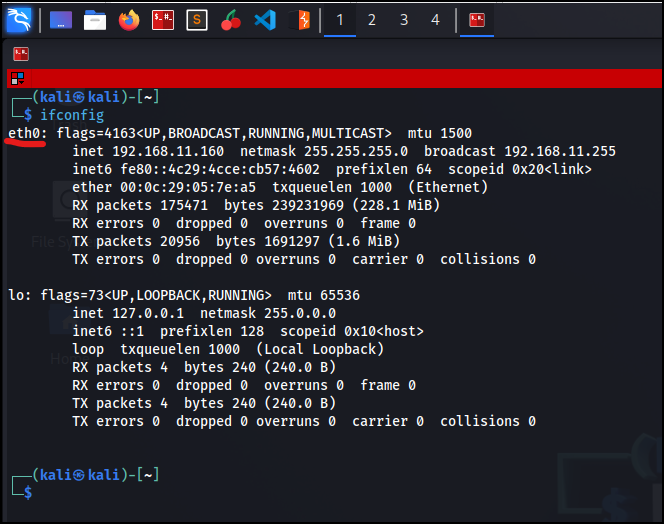 1 2 3 4
┌──(kali㉿kali)-[~]
└─$ ifconfig
eth0: flags=4163<UP,BROADCAST,RUNNING,MULTICAST>  mtu 1500
        inet 192.168.11.160  netmask 255.255.255.0  broadcast 192.168.11.255
        inet6 fe80::4c29:4cce:cb57:4602  prefixlen 64  scopeid 0x20<link>
        ether 00:0c:29:05:7e:a5  txqueuelen 1000  (Ethernet)
        RX packets 175471  bytes 239231969 (228.1 MiB)
        RX errors 0  dropped 0  overruns 0  frame 0
        TX packets 20956  bytes 1691297 (1.6 MiB)
        TX errors 0  dropped 0 overruns 0  carrier 0  collisions 0

lo: flags=73<UP,LOOPBACK,RUNNING>  mtu 65536
        inet 127.0.0.1  netmask 255.0.0.0
        inet6 ::1  prefixlen 128  scopeid 0x10<host>
        loop  txqueuelen 1000  (Local Loopback)
        RX packets 4  bytes 240 (240.0 B)
        RX errors 0  dropped 0  overruns 0  frame 0
        TX packets 4  bytes 240 (240.0 B)
        TX errors 0  dropped 0 overruns 0  carrier 0  collisions 0

┌──(kali㉿kali)-[~]
└─$